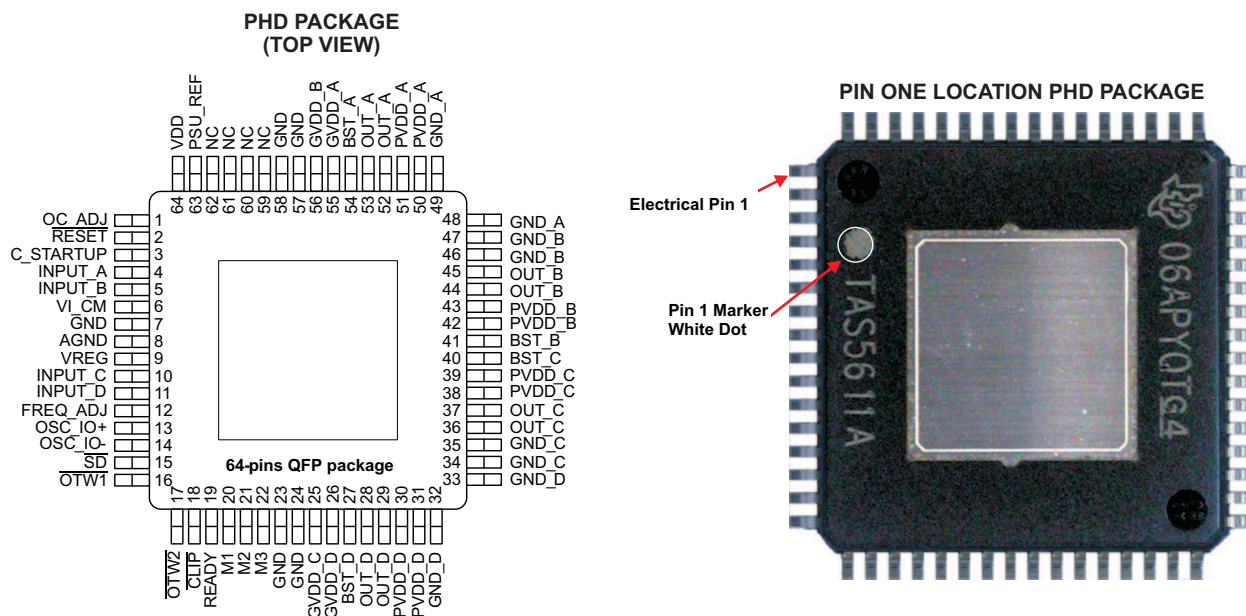 PHD PACKAGE
(TOP VIEW)
VDD
PSU_REF
NC
NC
NC
NC
GND
GND
GVDD_B
GVDD_A
BST_A
OUT_A
OUT_A
PVDD_A
PVDD_A
GND_A
64
63
62
61
60
59
58
57
56
55
54
53
52
51
50
49
OC_ADJ 1
RESET 2
C_STARTUP 3
INPUT_A 4
INPUT_B 5
VI_CM 6
GND 7
AGND 8
VREG 9
INPUT_C 10
INPUT_D 11
FREQ_ADJ 12
OSC_IO+ 13
OSC_IO- 14
SD 15
OTW1 16
48 GND_A
47 GND_B
46 GND_B
45 OUT_B
44 OUT_B
43 PVDD_B
42 PVDD_B
41 BST_B
40 BST_C
39 PVDD_C
38 PVDD_C
37 OUT_C
36 OUT_C
35 GND_C
34 GND_C
33 GND_D
64-pins QFP package
17
18
19
20
21
22
23
24
25
26
27
28
29
30
31
32
OTW2
CLIP
READY
M1
M2
M3
GND
GND
GVDD_C
GVDD_D
BST_D
OUT_D
OUT_D
PVDD_D
PVDD_D
GND_D
PIN ONE LOCATION PHD PACKAGE
Electrical Pin 1
Pin 1 Marker
White Dot
TAS5611A
06APYQTG4